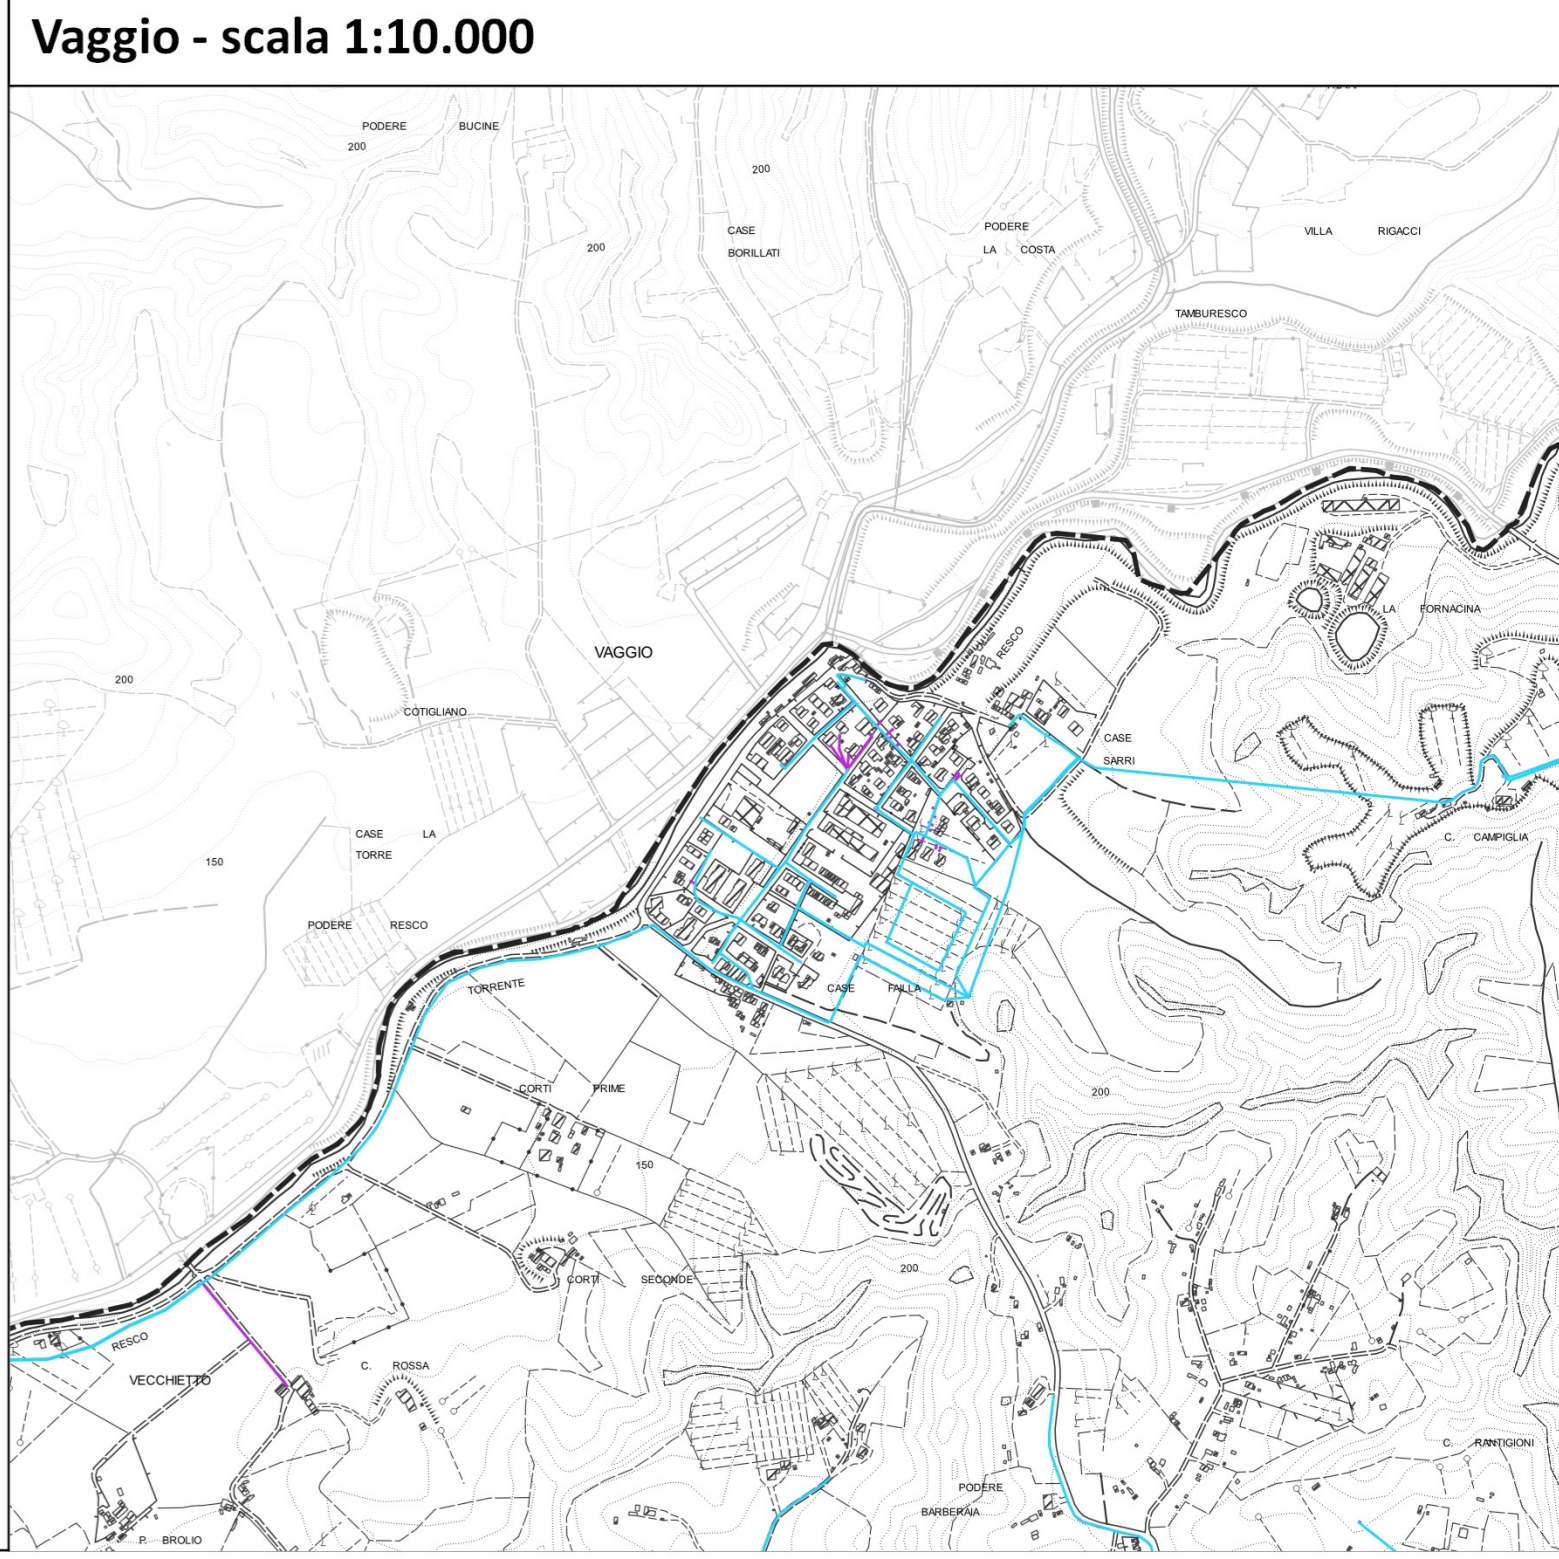 Vaggio - scala 1:10.000
PODERE BUCINE
200
200
CASE
BORILLATI
PODERE
LA COSTA
VILLA RIGACCI
200
TAMBURESCO
LA FORNACINA
RESCO
VAGGIO
200
COTIGLIANO
CASE
SARRI
CASE LA
TORRE
C. CAMPIGLIA
150
PODERE RESCO
TORRENTE
CASE FAILLA
CORTI PRIME
200
150
200
CORTI SECONDE
RESCO
C. ROSSA
VECCHIETTO
C. RANTIGIONI
PODERE
BARBERAIA
P. BROLIO